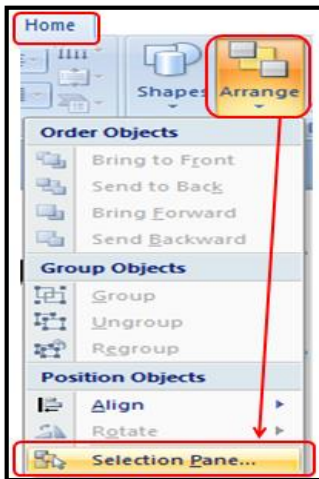 Home
Shapes Arrange
Order Objects
Bring to Front
Send to Back
Bring Forward
Send Backward
Group Objects
Group
Ungroup
Regroup
Position Objects
Align
Rotate
Selection Pane...